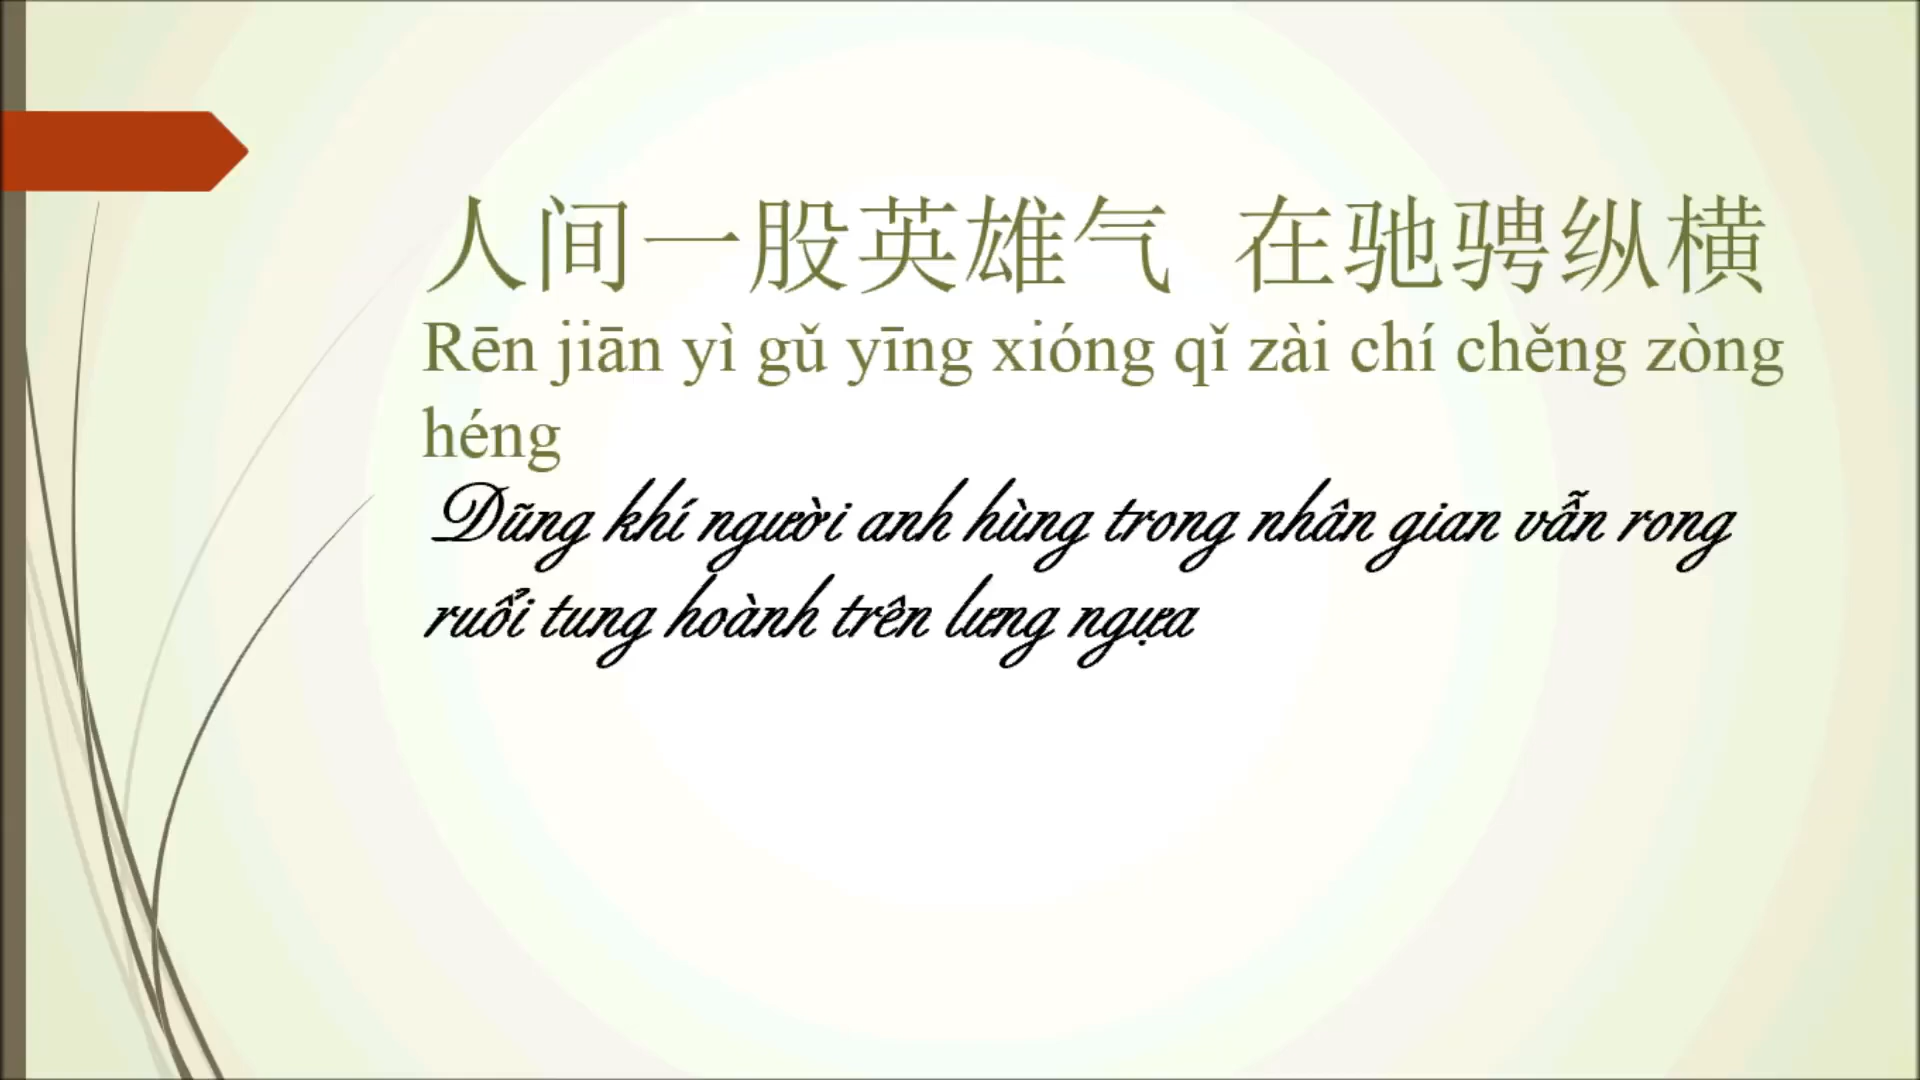 人间一股英雄气 在驰骋纵横
Rēn jiān yì gǔ yīng xióng qǐ zài chí chěng zòng
héng
Dũng khí người anh hùng trong nhân gian vẫn rong
ruổi tung hoành trên lưng ngựa